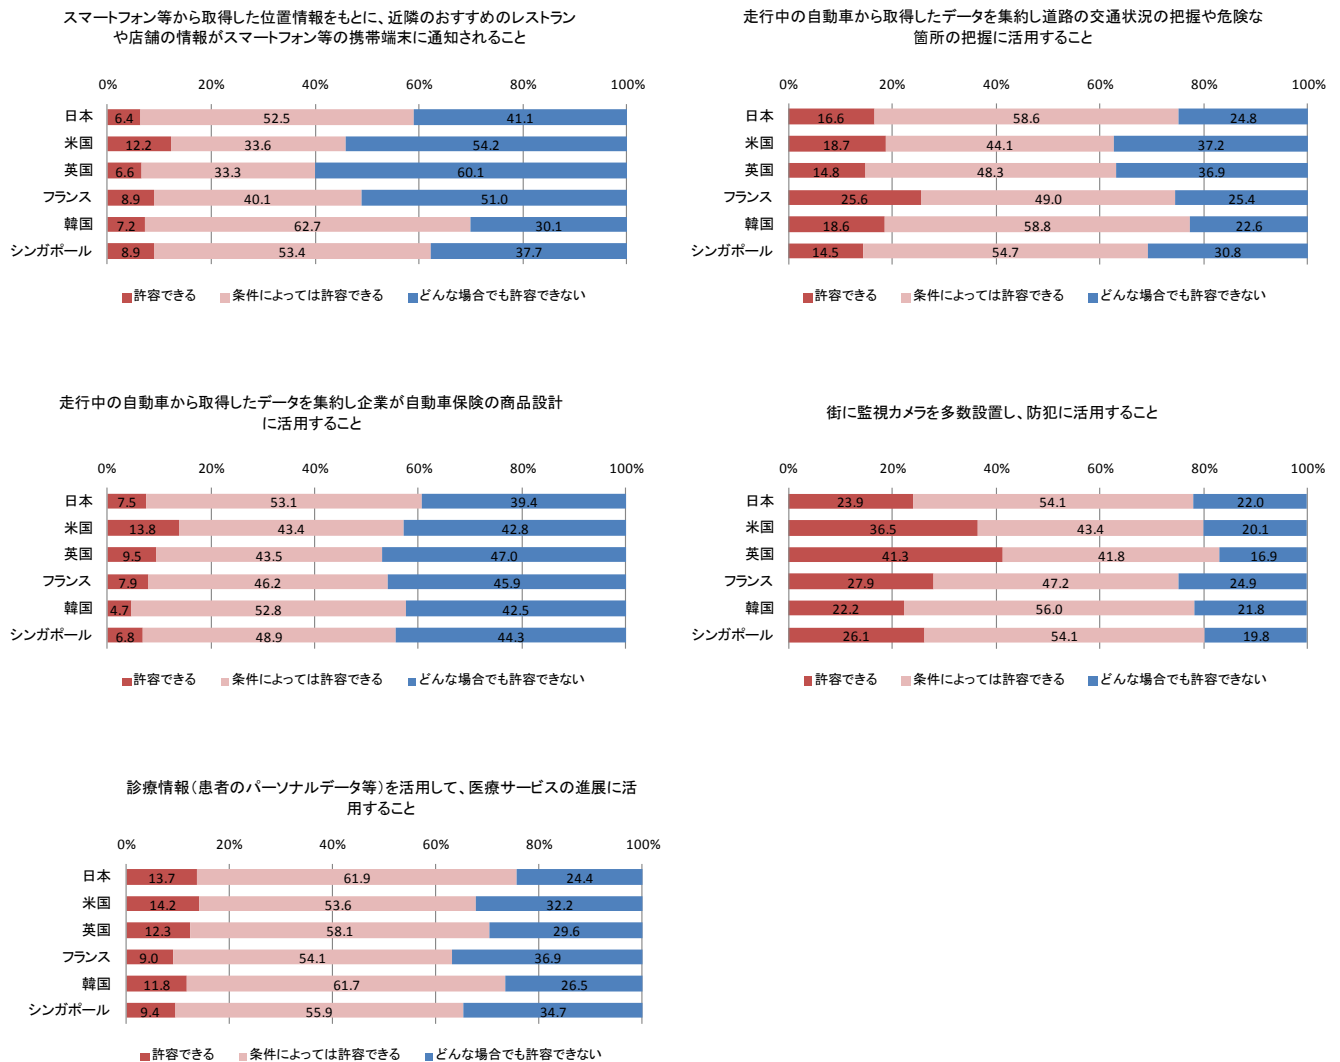 スマートフォン等から取得した位置情報をもとに、近隣のおすすめのレストラン
や店舗の情報がスマートフォン等の携帯端末に通知されること
0% 20% 40% 60% 80% 100%
日本 6.4 52.5 41.1
米国 12.2 33.6 54.2
英国 6.6 33.3 60.1
フランス 8.9 40.1 51.0
韓国 7.2 62.7 30.1
シンガポール 8.9 53.4 37.7
許容できる 条件によっては許容できる どんな場合でも許容できない
走行中の自動車から取得したデータを集約し道路の交通状況の把握や危険な
箇所の把握に活用すること
0% 20% 40% 60% 80% 100%
日本 16.6 58.6 24.8
米国 18.7 44.1 37.2
英国 14.8 48.3 36.9
フランス 25.6 49.0 25.4
韓国 18.6 58.8 22.6
シンガポール 14.5 54.7 30.8
許容できる 条件によっては許容できる どんな場合でも許容できない
走行中の自動車から取得したデータを集約し企業が自動車保険の商品設計
に活用すること
0% 20% 40% 60% 80% 100%
日本 7.5 53.1 39.4
米国 13.8 43.4 42.8
英国 9.5 43.5 47.0
フランス 7.9 46.2 45.9
韓国 4.7 52.8 42.5
シンガポール 6.8 48.9 44.3
許容できる 条件によっては許容できる どんな場合でも許容できない
街に監視カメラを多数設置し、防犯に活用すること
0% 20% 40% 60% 80% 100%
日本 23.9 54.1 22.0
米国 36.5 43.4 20.1
英国 41.3 41.8 16.9
フランス 27.9 47.2 24.9
韓国 22.2 56.0 21.8
シンガポール 26.1 54.1 19.8
許容できる 条件によっては許容できる どんな場合でも許容できない
診療情報（患者のパーソナルデータ等）を活用して、医療サービスの進展に活
用すること
0% 20% 40% 60% 80% 100%
日本 13.7 61.9 24.4
米国 14.2 53.6 32.2
英国 12.3 58.1 29.6
フランス 9.0 54.1 36.9
韓国 11.8 61.7 26.5
シンガポール 9.4 55.9 34.7
許容できる 条件によっては許容できる どんな場合でも許容できない